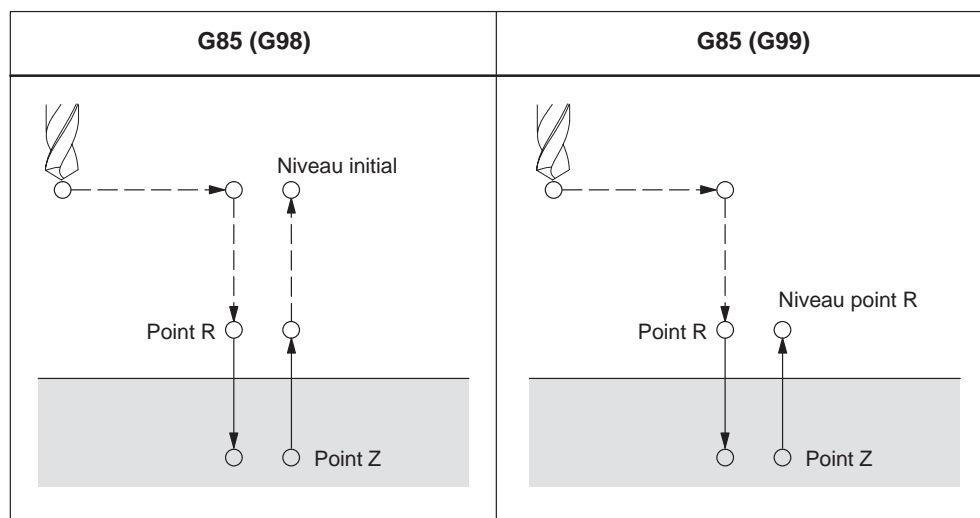 G85 (G98)
G85 (G99)
Niveau initial
Point R
Point Z
Niveau point R
Point R
Point Z